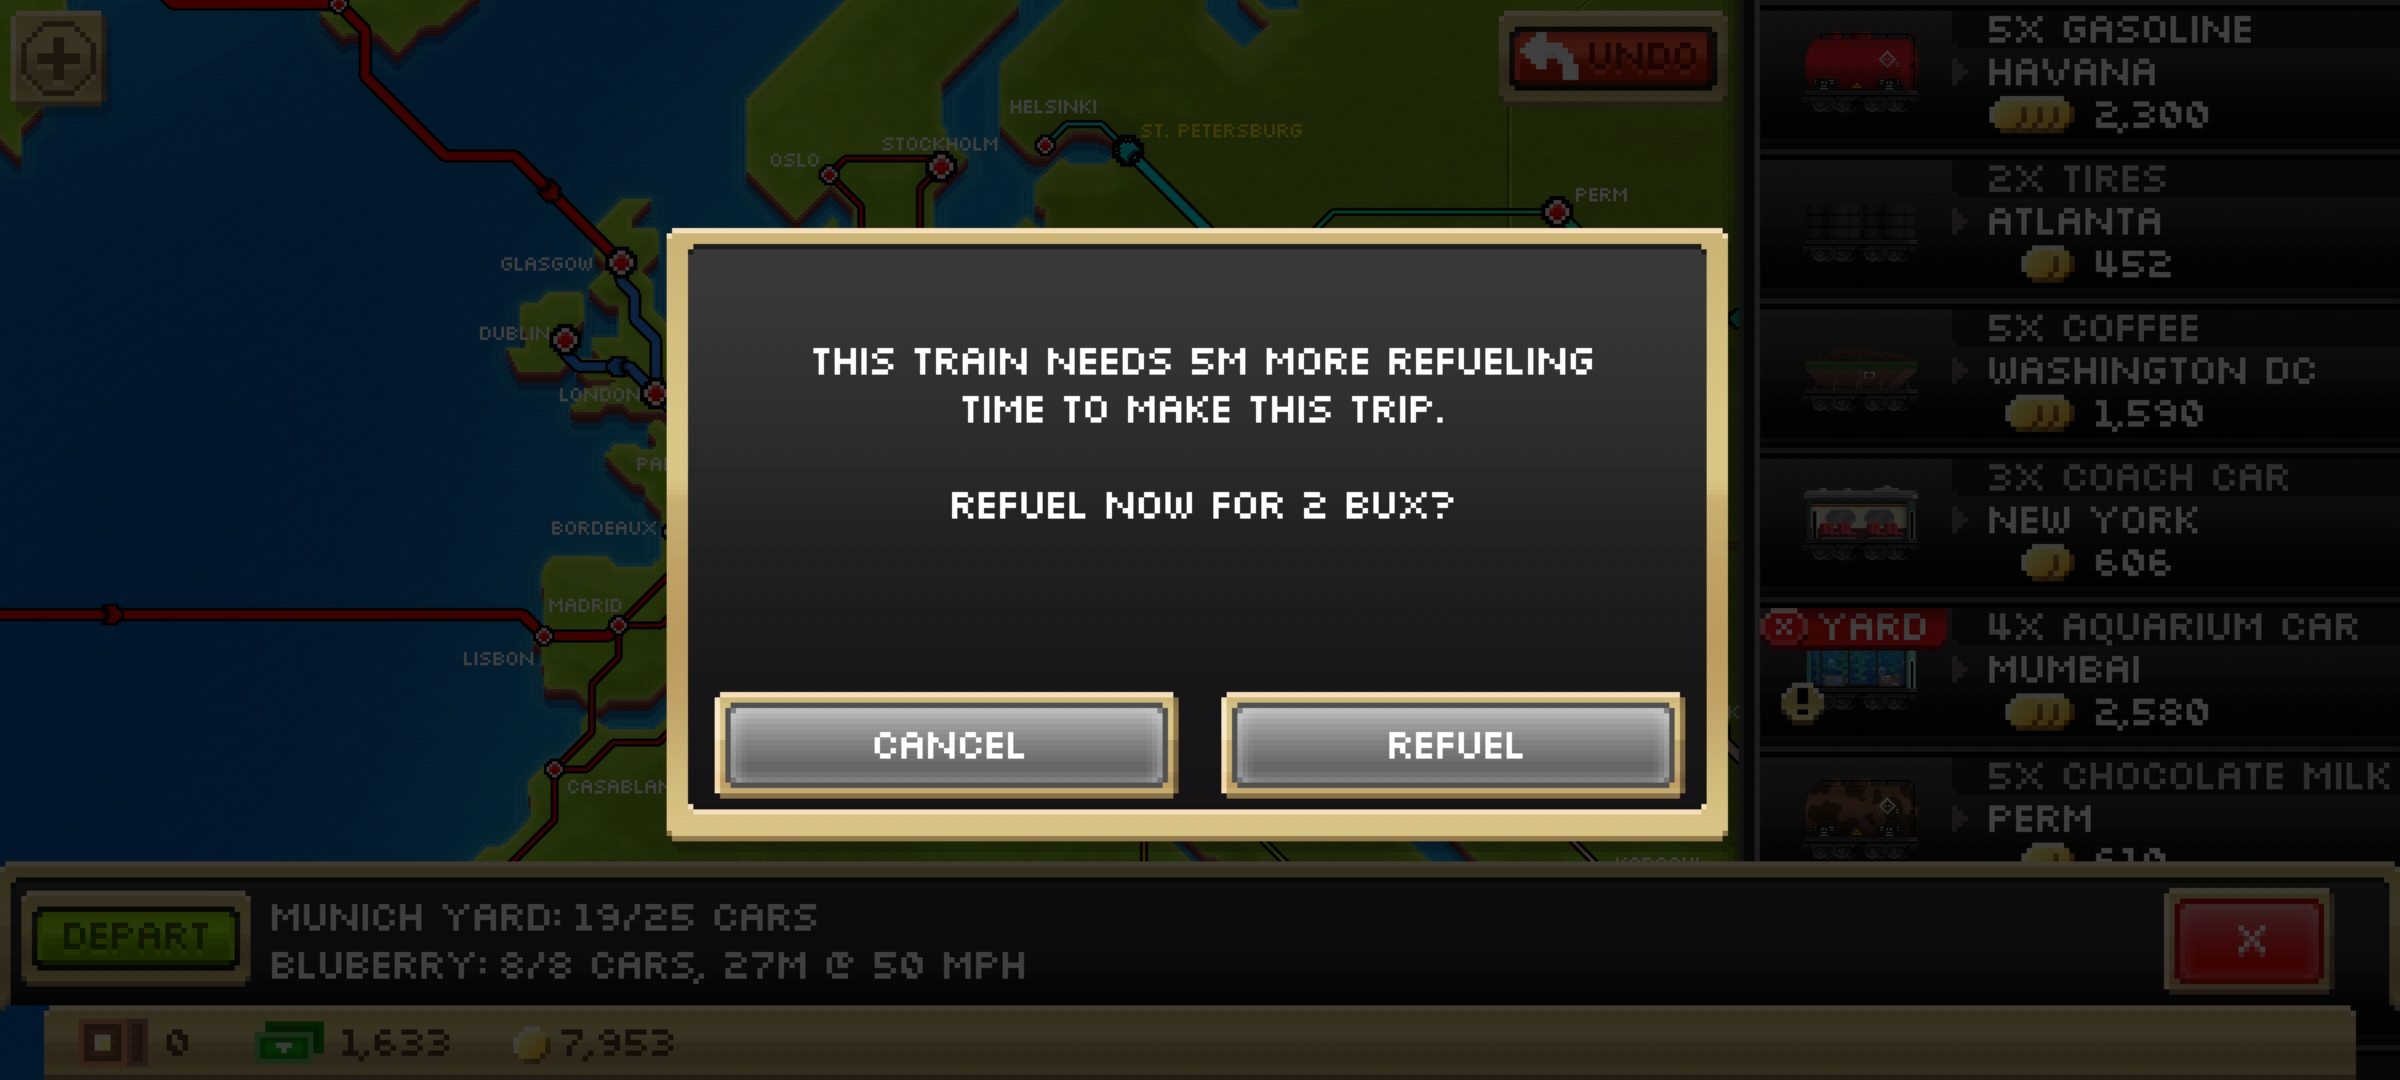 UNDO
HELSINKI
ST. PETERSBURG
STOCKHOLM
OSLO
PERM
GLASGOW
DUBLIN
LONDON
BORDEAUX
MADRID
LISBON
THIS TRAIN NEEDS 5M MORE REFUELING
TIME TO MAKE THIS TRIP.
REFUEL NOW FOR 2 BUX?
CANCEL
REFUEL
5X GASOLINE
HAVANA
2,300
2X TIRES
ATLANTA
452
5X COFFEE
WASHINGTON DC
1,590
3X COACH CAR
NEW YORK
606
X YARD
4X AQUARIUM CAR
MUMBAI
2,580
5X CHOCOLATE MILK
PERM
610
DEPART
MUNICH YARD: 19/25 CARS
BLUBERRY: 8/8 CARS, 27M @ 50 MPH
X
0
1,633
7,953